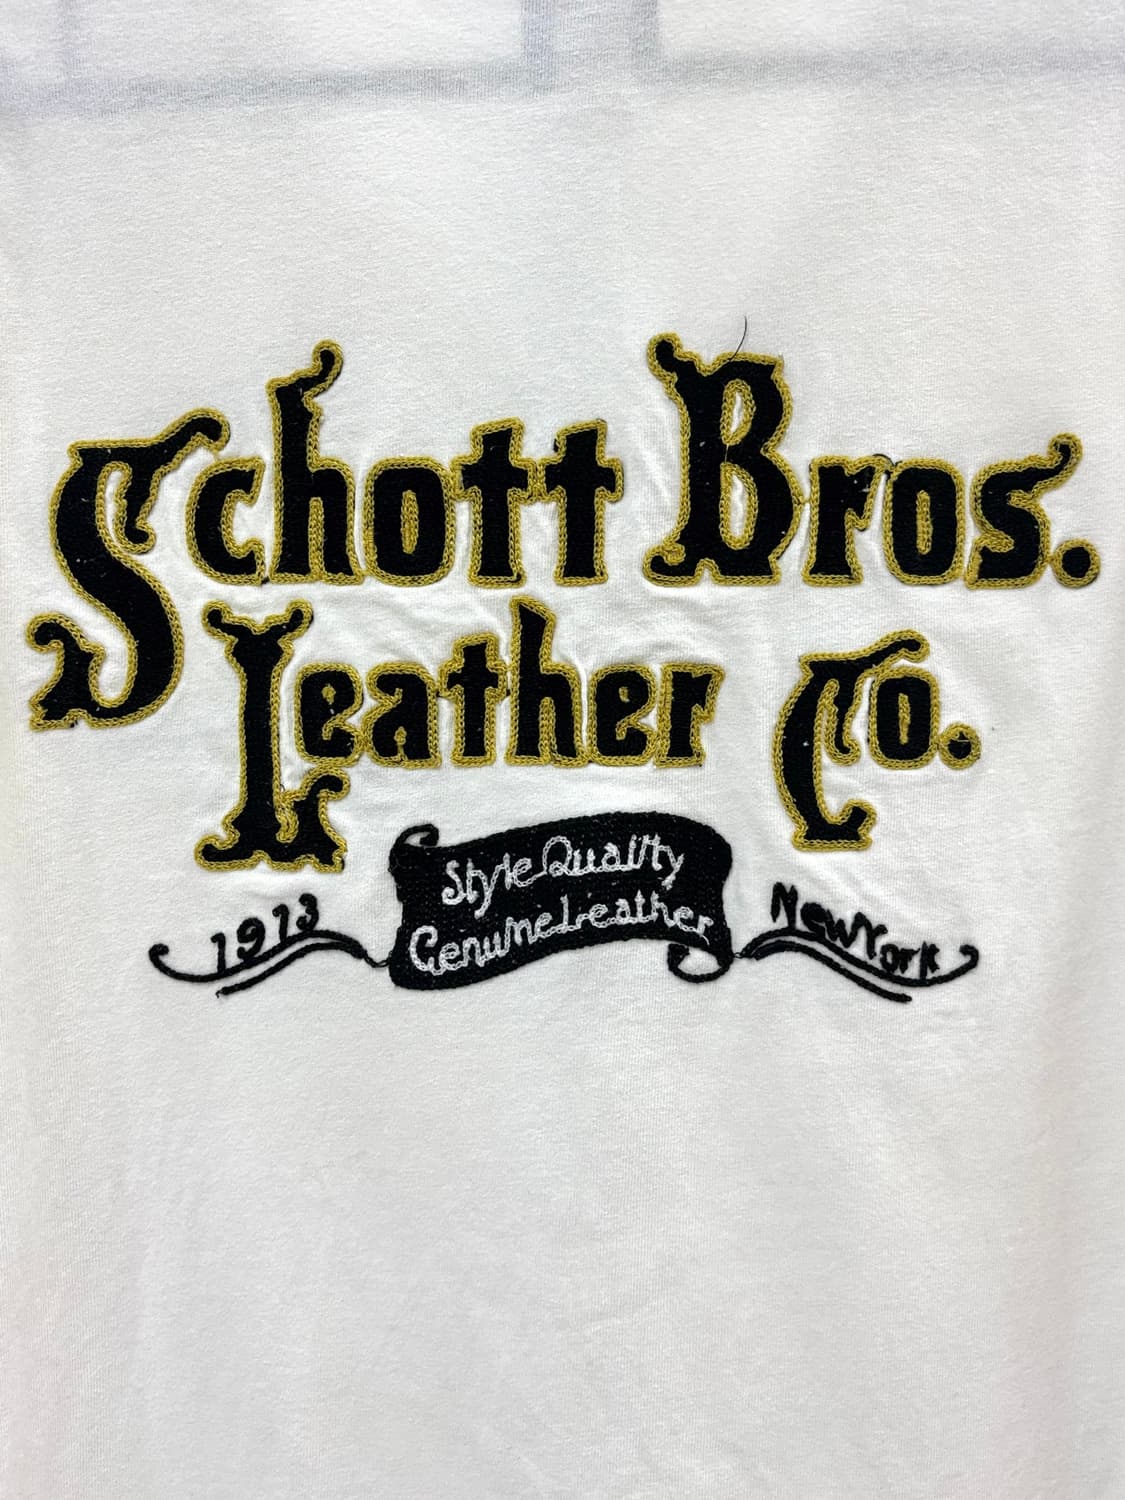 Schott Bros.
Leather Co.
Style Quality
Genuine Leather
1913
New York